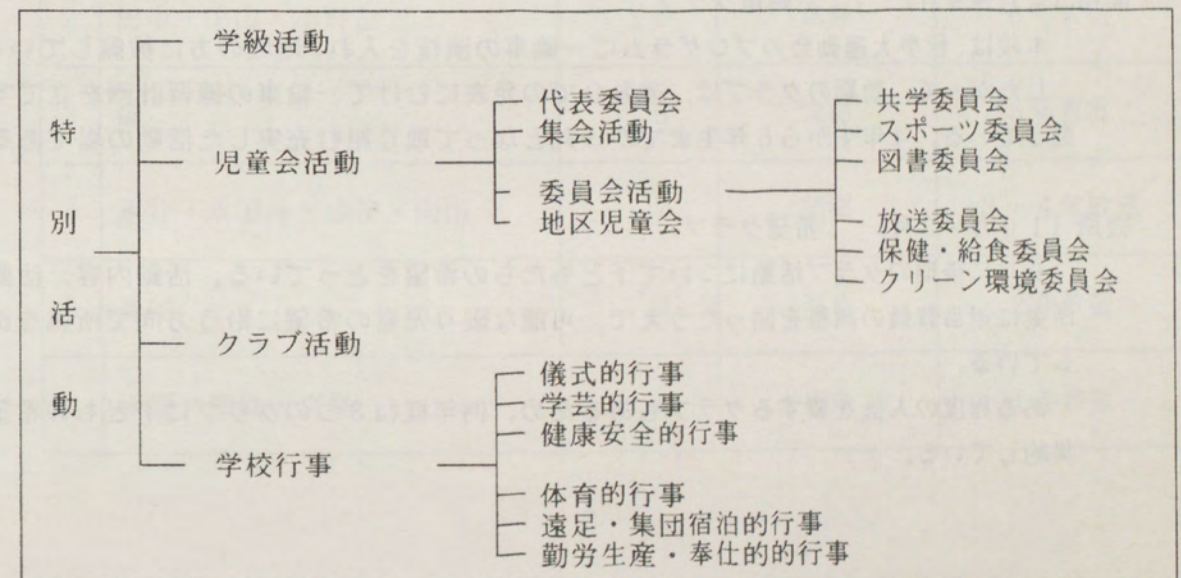 特別活動
学級活動
児童会活動
代表委員会
集会活動
委員会活動
地区児童会
共学委員会
スポーツ委員会
図書委員会
放送委員会
保健・給食委員会
クリーン環境委員会
クラブ活動
学校行事
儀式的行事
学芸的行事
健康安全的行事
体育的行事
遠足・集団宿泊的行事
勤労生産・奉仕的的行事